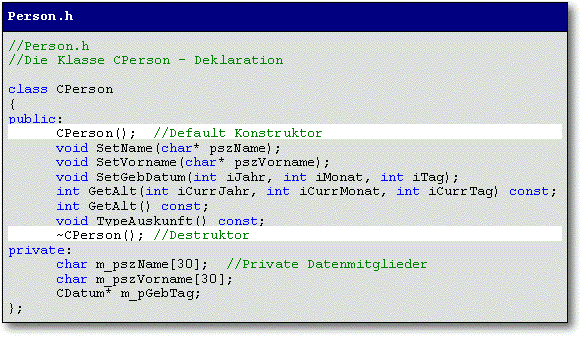 Person.h
//Person.h
//Die Klasse CPerson - Deklaration
class CPerson
{
public:
CPerson();  //Default Konstruktor
void SetName(char* pszName);
void SetVorname(char* pszVorname);
void SetGebDatum(int iJahr, int iMonat, int iTag);
int GetAlt(int iCurrJahr, int iCurrMonat, int iCurrTag) const;
int GetAlt() const;
void TypeAuskunft() const;
~CPerson(); //Destruktor
private:
char m_pszName[30];  //Private Datenmitglieder
char m_pszVorname[30];
CDatum* m_pGebTag;
};